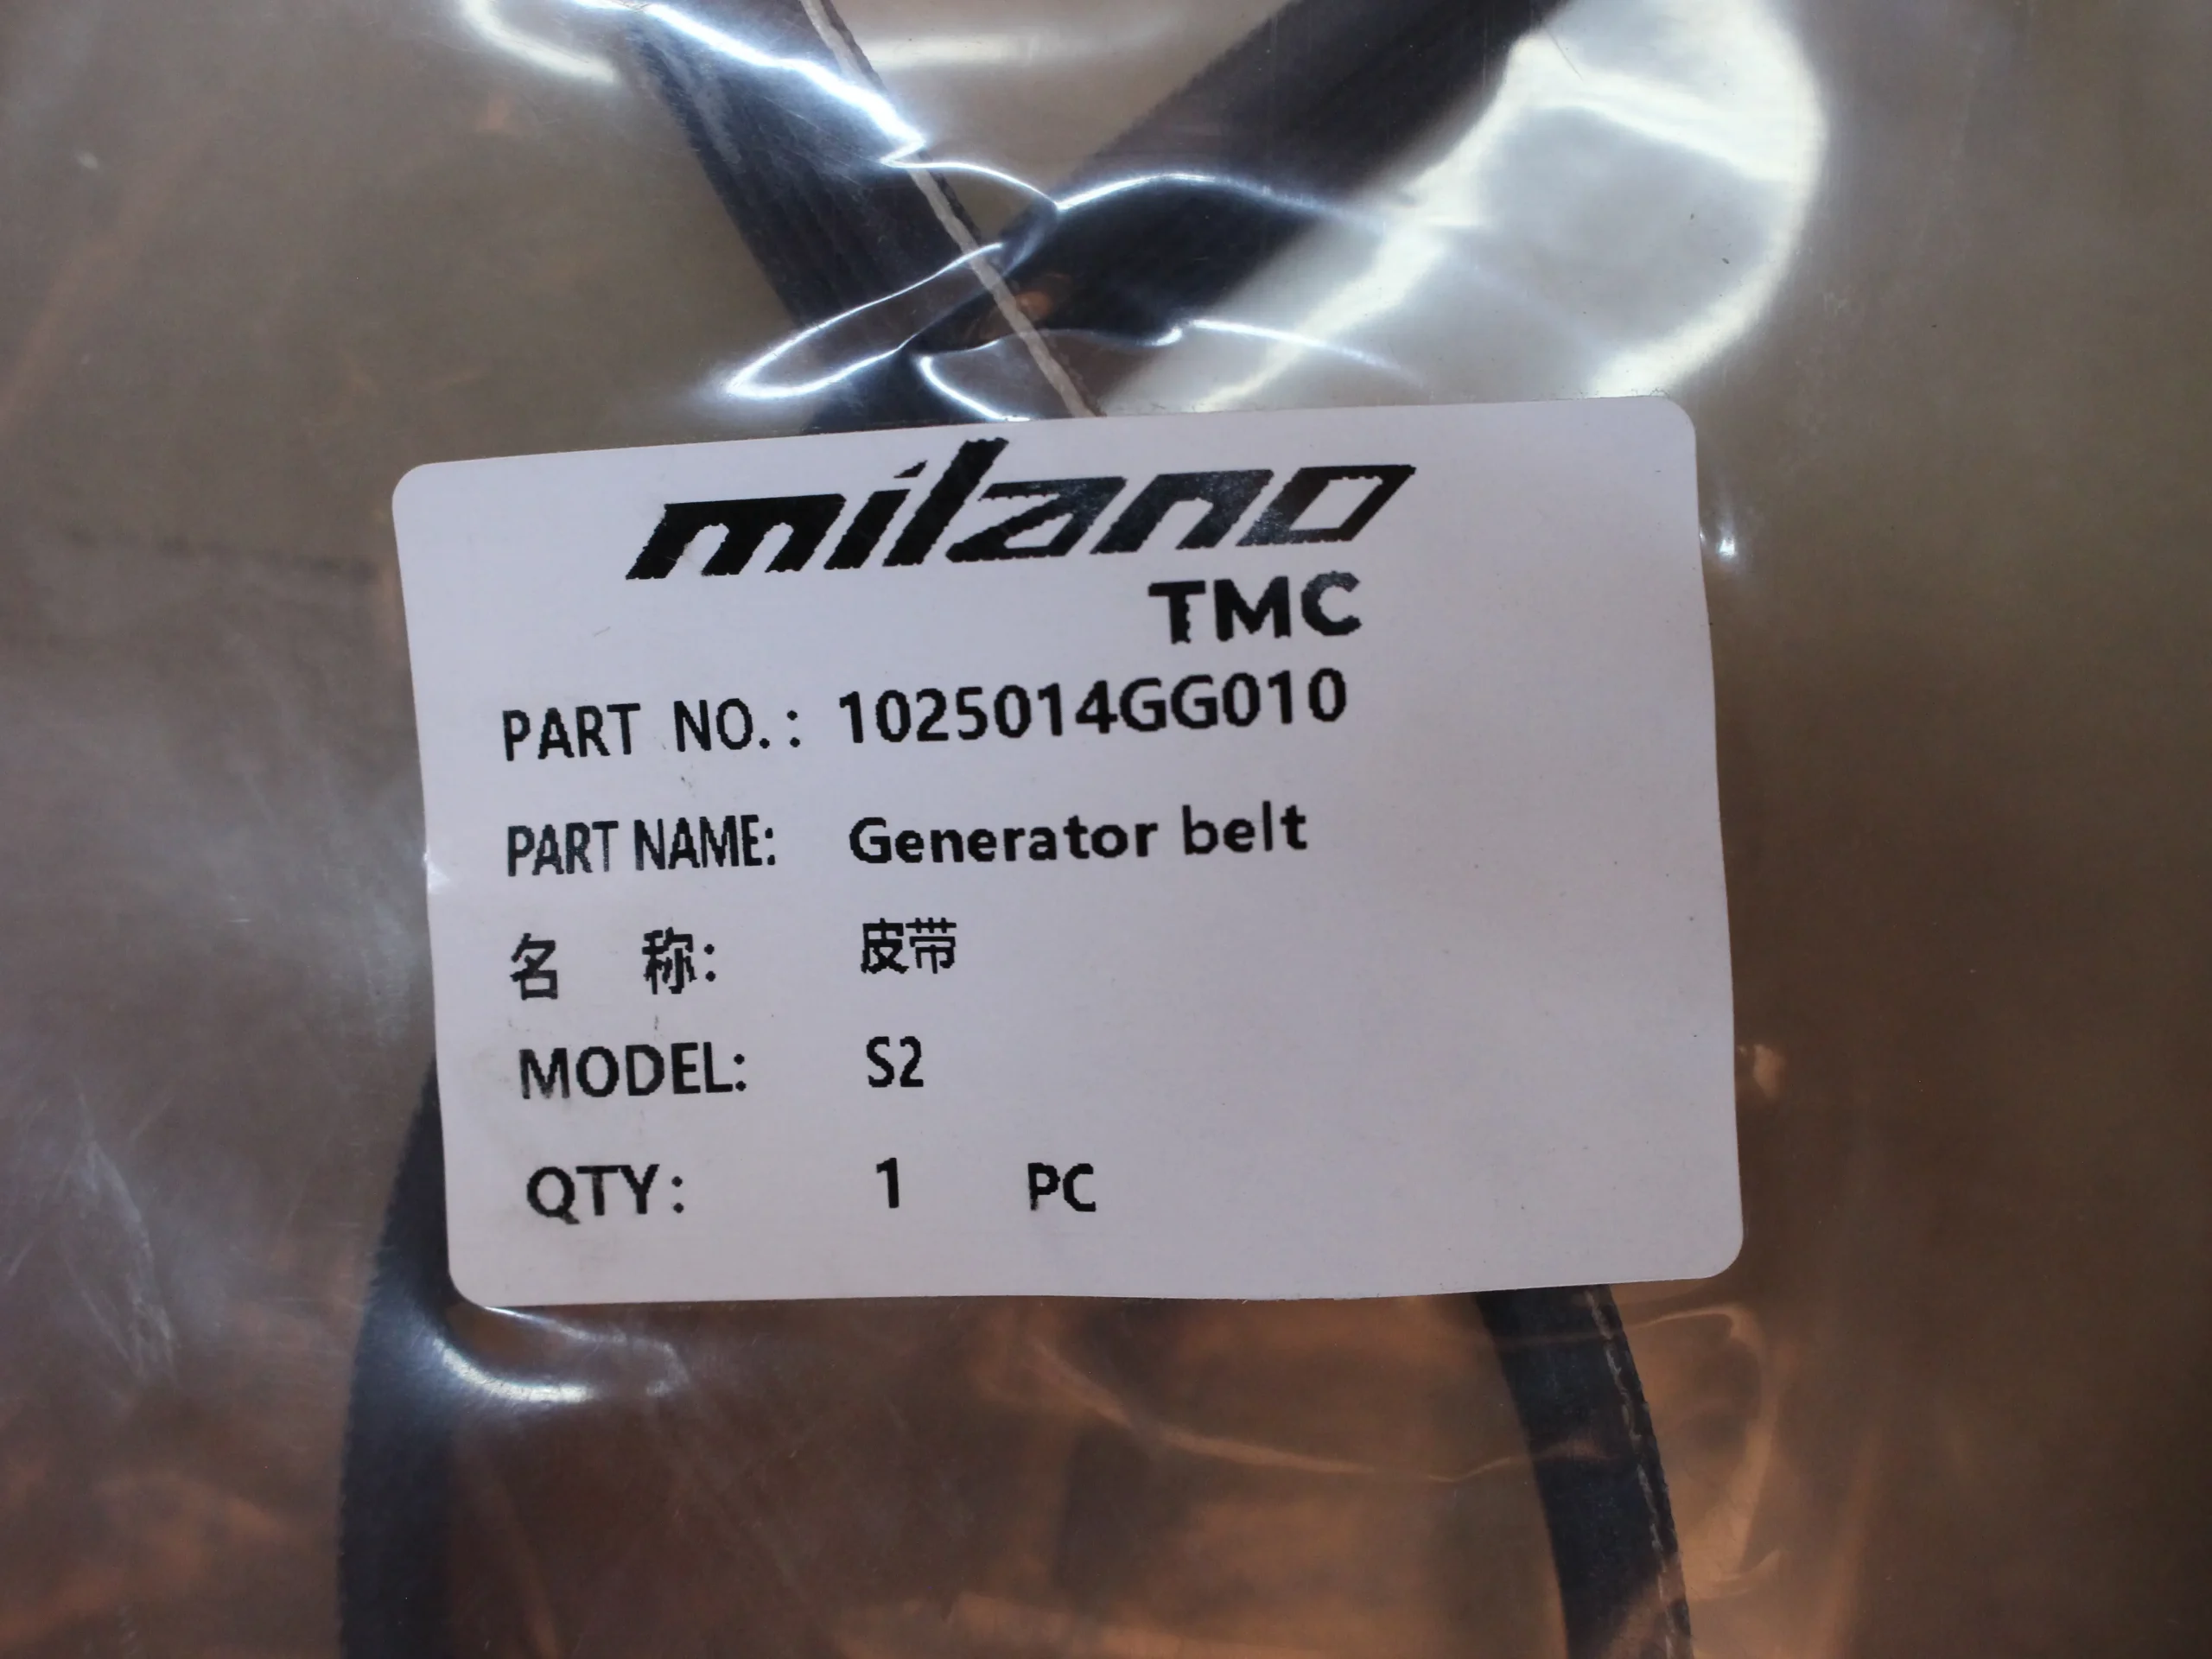 milano
TMC
PART NO.: 1025014GG010
PART NAME: Generator belt
名 称: 皮带
MODEL: S2
QTY: 1 PC